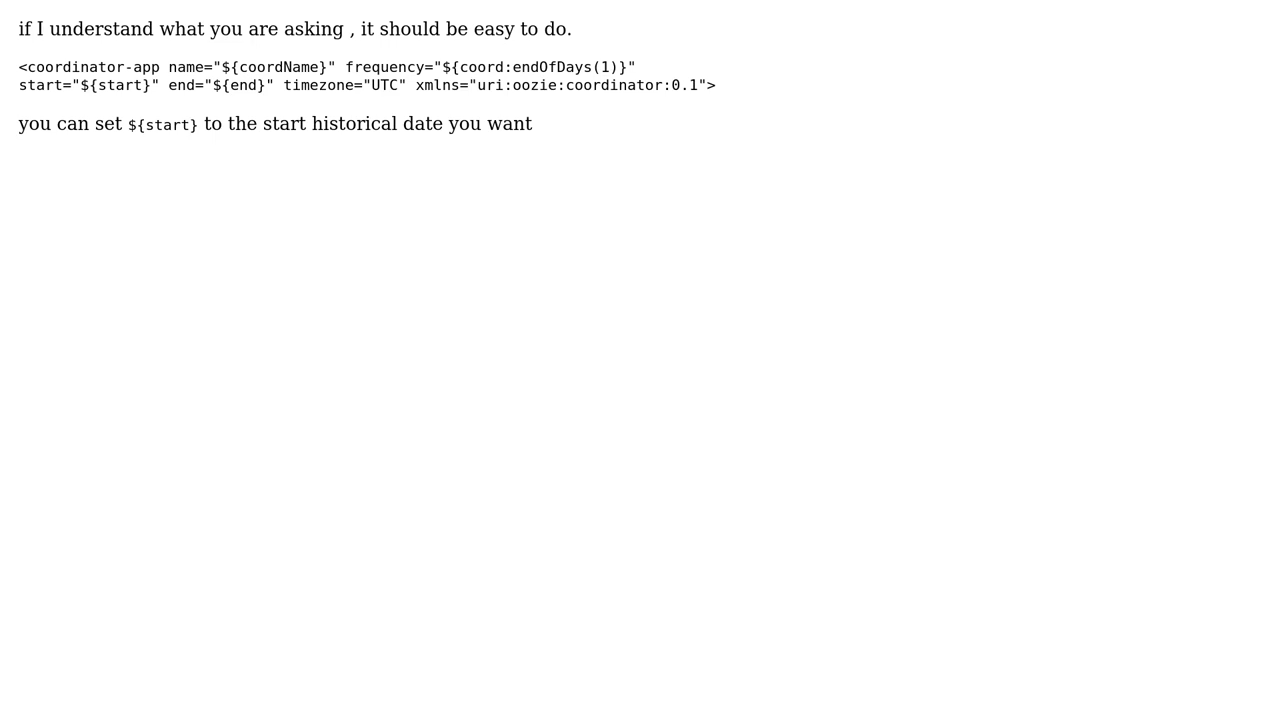 if I understand what you are asking , it should be easy to do.
<coordinator-app name="${coordName}" frequency="${coord:endOfDays(1)}"
start="${start}" end="${end}" timezone="UTC" xmlns="uri:oozie:coordinator:0.1">
you can set ${start} to the start historical date you want